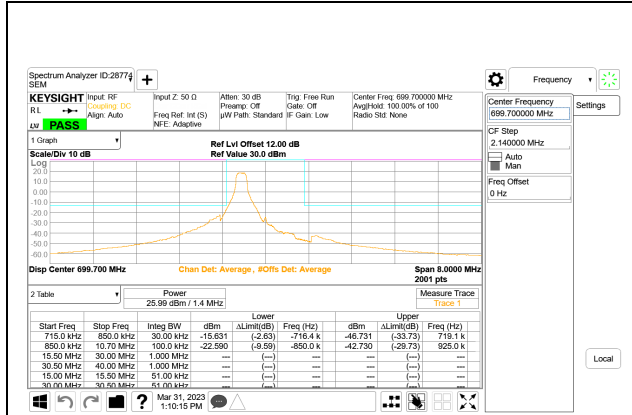 Spectrum Analyzer ID:28774
SEM
+
Frequency
KEYSIGHT
R L
LXI
PASS
Input: RF
Coupling: DC
Align: Auto
Input Z: 50 Ω
Freq Ref: Int (S)
NFE: Adaptive
Atten: 30 dB
Preamp: Off
µW Path: Standard
Trig: Free Run
Gate: Off
IF Gain: Low
Center Freq: 699.700000 MHz
Avg|Hold: 100.00% of 100
Radio Std: None
Center Frequency
699.700000 MHz
Settings
CF Step
2.140000 MHz
Auto
Man
Freq Offset
0 Hz
1 Graph
Scale/Div 10 dB
Ref Lvl Offset 12.00 dB
Ref Value 30.0 dBm
Log
20.0
10.0
0.00
-10.0
-20.0
-30.0
-40.0
-50.0
-60.0
Disp Center 699.700 MHz
Chan Det: Average, #Offs Det: Average
Span 8.0000 MHz
2001 pts
2 Table
Power
25.99 dBm / 1.4 MHz
Measure Trace
Trace 1
Lower Upper
Start Freq Stop Freq Integ BW dBm ΔLimit(dB) Freq (Hz) dBm ΔLimit(dB) Freq (Hz)
715.0 kHz 850.0 kHz 30.00 kHz -15.631 (-2.63) -716.4 k -46.731 (-33.73) 719.1 k
850.0 kHz 10.70 MHz 100.0 kHz -22.590 (-9.59) -850.0 k -42.730 (-29.73) 925.0 k
15.50 MHz 30.00 MHz 1.000 MHz --- (---) --- --- (---) ---
30.50 MHz 40.00 MHz 1.000 MHz --- (---) --- --- (---) ---
15.00 MHz 15.50 MHz 51.00 kHz --- (---) --- --- (---) ---
30.00 MHz 30.50 MHz 51.00 kHz --- (---) --- --- (---) ---
Local
?
Mar 31, 2023
1:10:15 PM